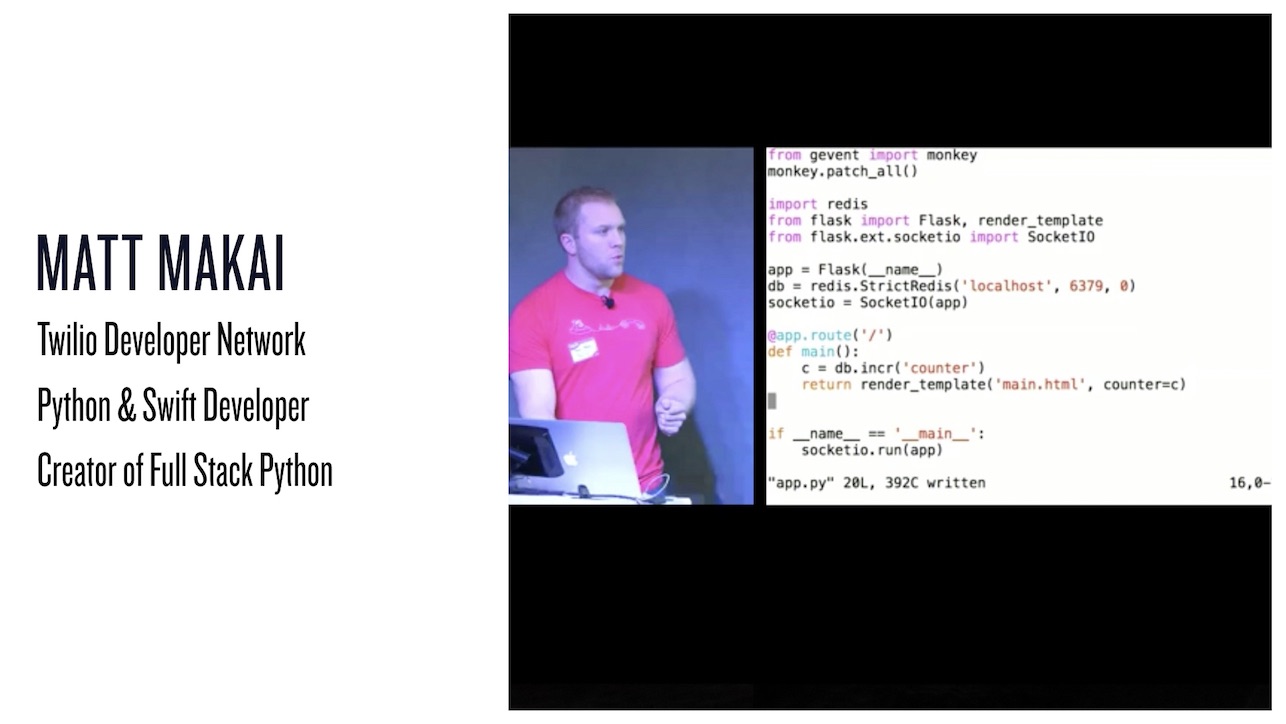 MATT MAKAI
Twilio Developer Network
Python & Swift Developer
Creator of Full Stack Python
from gevent import monkey
monkey.patch_all()
import redis
from flask import Flask, render_template
from flask.ext.socketio import SocketIO
app = Flask(__name__)
db = redis.StrictRedis('localhost', 6379, 0)
socketio = SocketIO(app)
@app.route('/')
def main():
    c = db.incr('counter')
    return render_template('main.html', counter=c)
if __name__ == '__main__':
    socketio.run(app)
"app.py" 20L, 392C written 16,0-